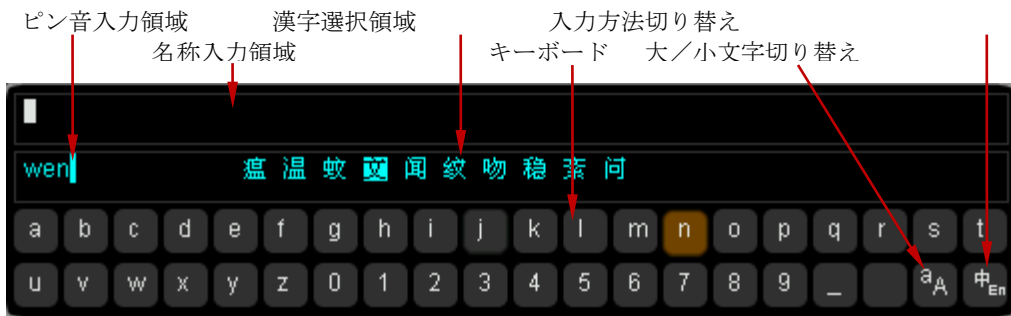 ピン音入力領域 漢字選択領域 入力方法切り替え
名称入力領域 キーボード 大／小文字切り替え
wen 瘟 温 蚊 文 闻 纹 吻 稳 紊 问
a b c d e f g h i j k l m n o p q r s t
u v w x y z 0 1 2 3 4 5 6 7 8 9 _ aA 中En